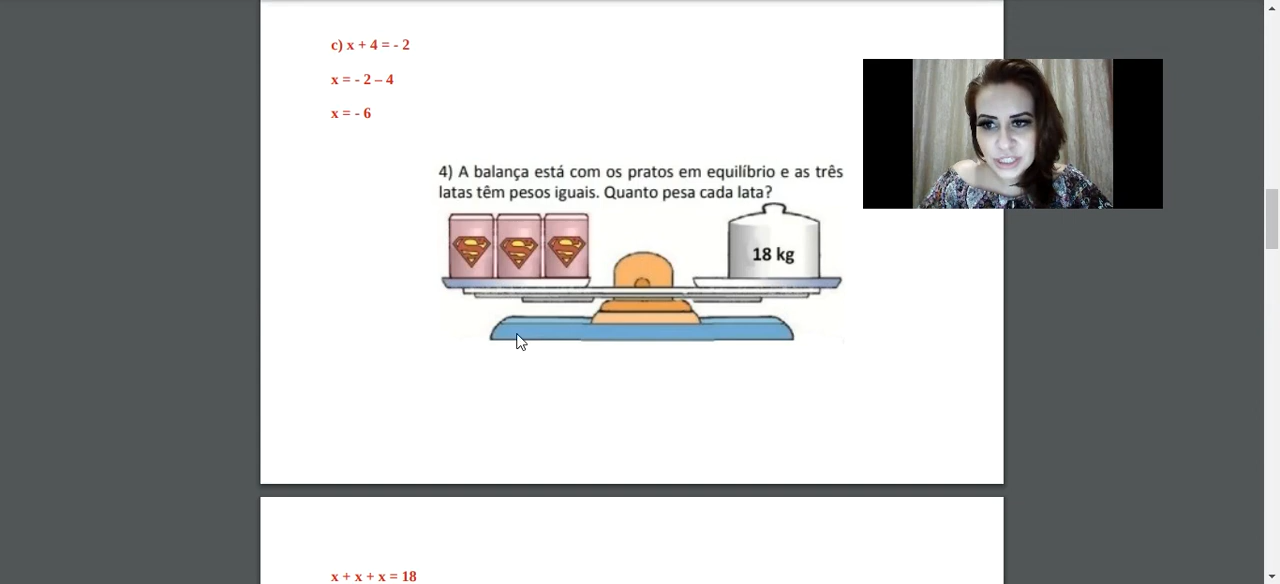 c) x + 4 = - 2
x = - 2 – 4
x = - 6
4) A balança está com os pratos em equilíbrio e as três
latas têm pesos iguais. Quanto pesa cada lata?
S S S
18 kg
x + x + x = 18